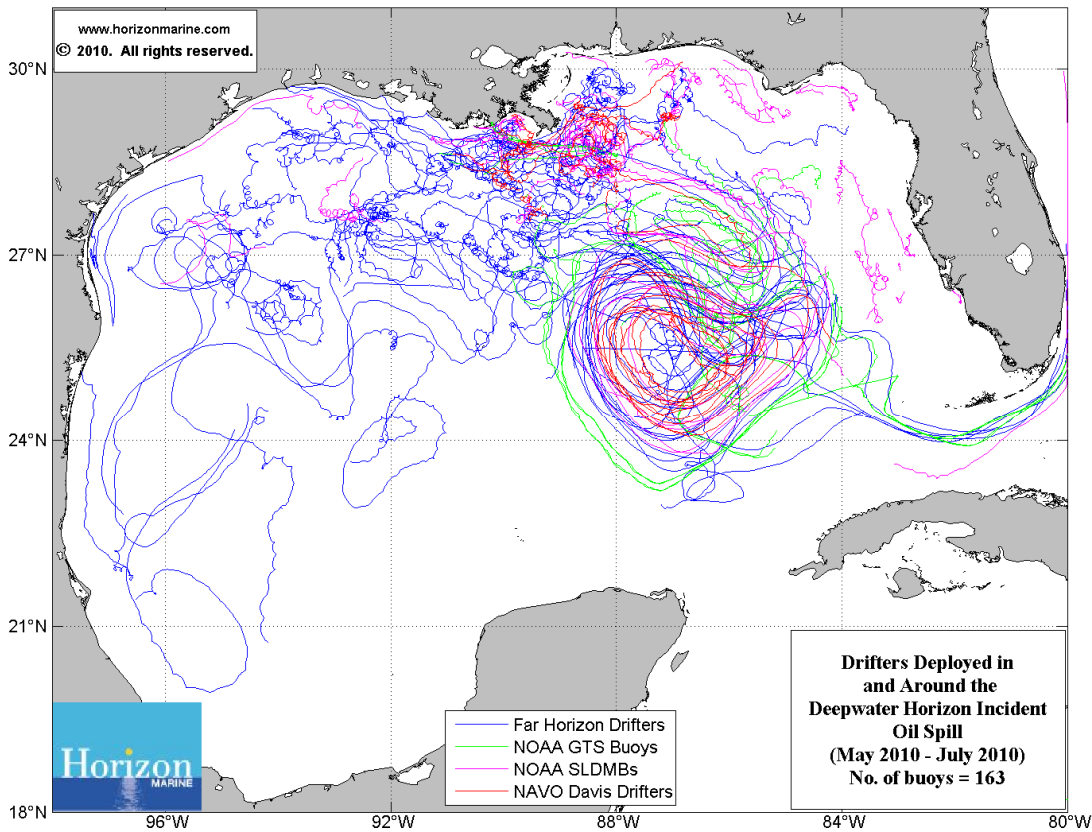 www.horizonmarine.com
© 2010. All rights reserved.
30°N
27°N
24°N
21°N
18°N
96°W
92°W
88°W
84°W
80°W
Horizon
MARINE
Far Horizon Drifters
NOAA GTS Buoys
NOAA SLDMBs
NAVO Davis Drifters
Drifters Deployed in
and Around the
Deepwater Horizon Incident
Oil Spill
(May 2010 - July 2010)
No. of buoys = 163